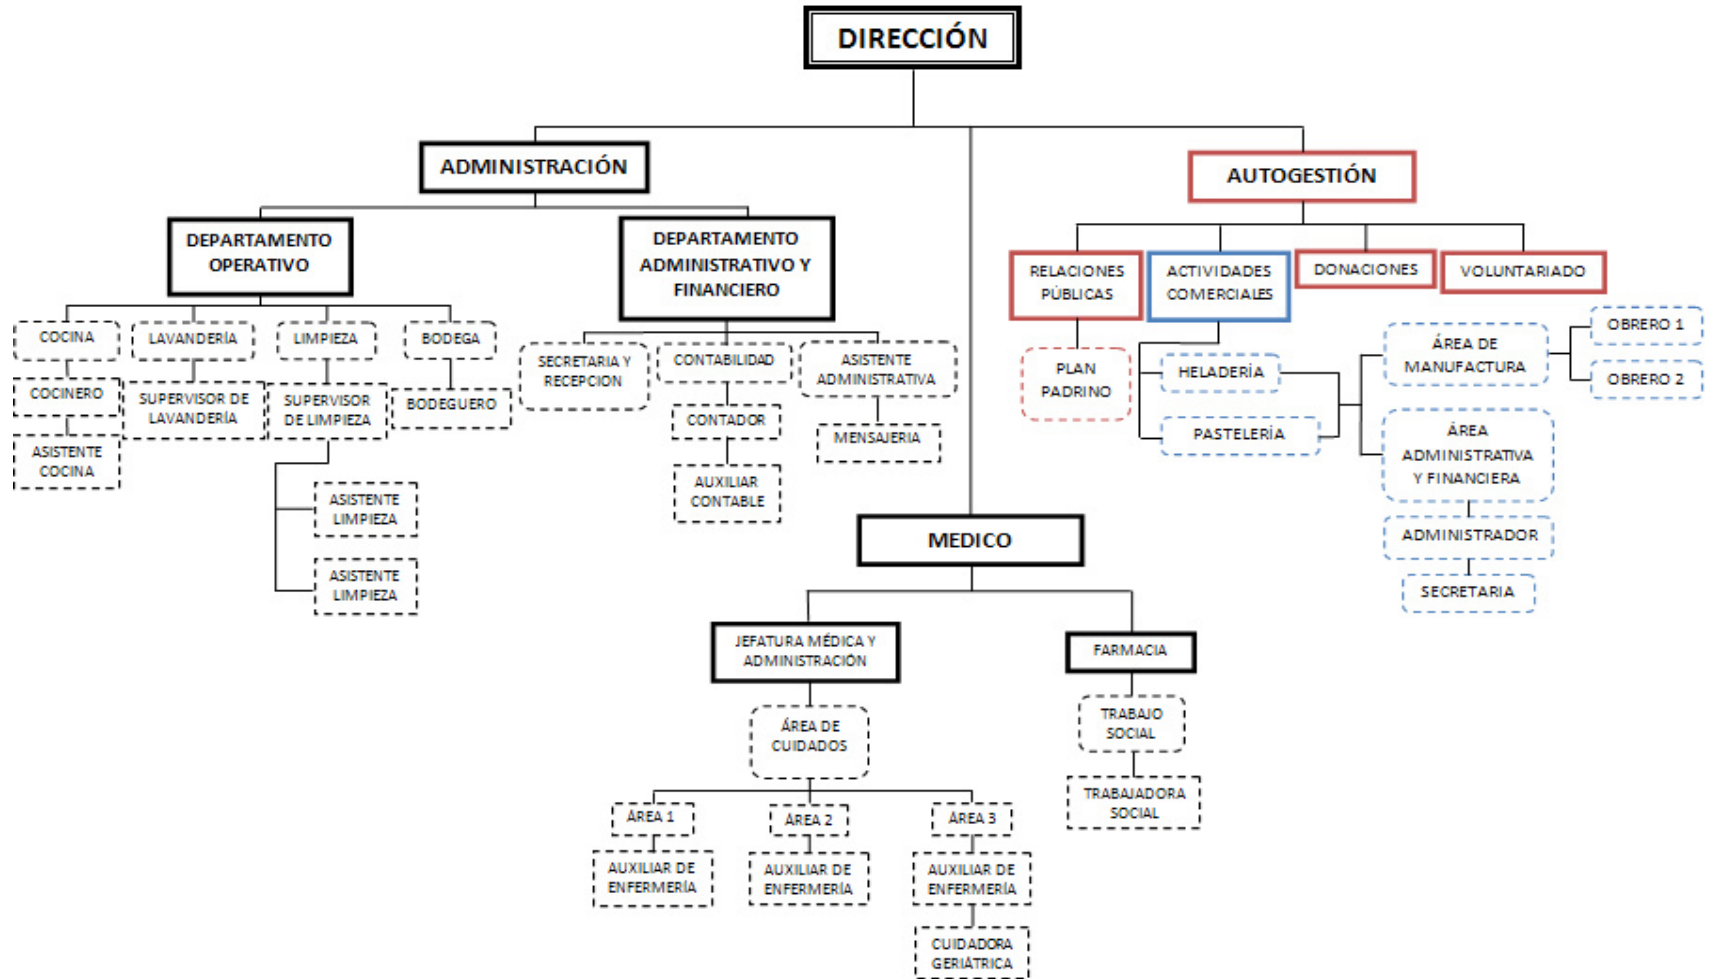 DIRECCIÓN
ADMINISTRACIÓN
AUTOGESTIÓN
DEPARTAMENTO
OPERATIVO
DEPARTAMENTO
ADMINISTRATIVO Y
FINANCIERO
RELACIONES
PÚBLICAS
ACTIVIDADES
COMERCIALES
DONACIONES
VOLUNTARIADO
COCINA
LAVANDERÍA
LIMPIEZA
BODEGA
COCINERO
SUPERVISOR DE
LAVANDERÍA
SUPERVISOR
DE LIMPIEZA
BODEGUERO
ASISTENTE
COCINA
ASISTENTE
LIMPIEZA
ASISTENTE
LIMPIEZA
SECRETARIA Y
RECEPCION
CONTABILIDAD
ASISTENTE
ADMINISTRATIVA
CONTADOR
MENSAJERIA
AUXILIAR
CONTABLE
PLAN
PADRINO
HELADERÍA
PASTELERÍA
ÁREA DE
MANUFACTURA
OBRERO 1
OBRERO 2
ÁREA
ADMINISTRATIVA
Y FINANCIERA
ADMINISTRADOR
SECRETARIA
MEDICO
JEFATURA MÉDICA Y
ADMINISTRACIÓN
FARMACIA
ÁREA DE
CUIDADOS
TRABAJO
SOCIAL
TRABAJADORA
SOCIAL
ÁREA 1
ÁREA 2
ÁREA 3
AUXILIAR DE
ENFERMERÍA
AUXILIAR DE
ENFERMERÍA
AUXILIAR DE
ENFERMERÍA
CUIDADORA
GERIÁTRICA